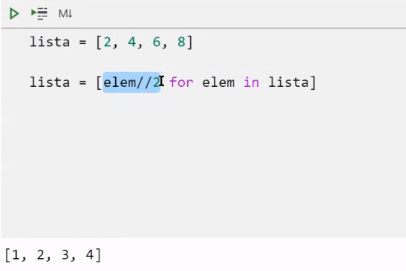 M↓
lista = [2, 4, 6, 8]
lista = [elem//2 for elem in lista]
[1, 2, 3, 4]